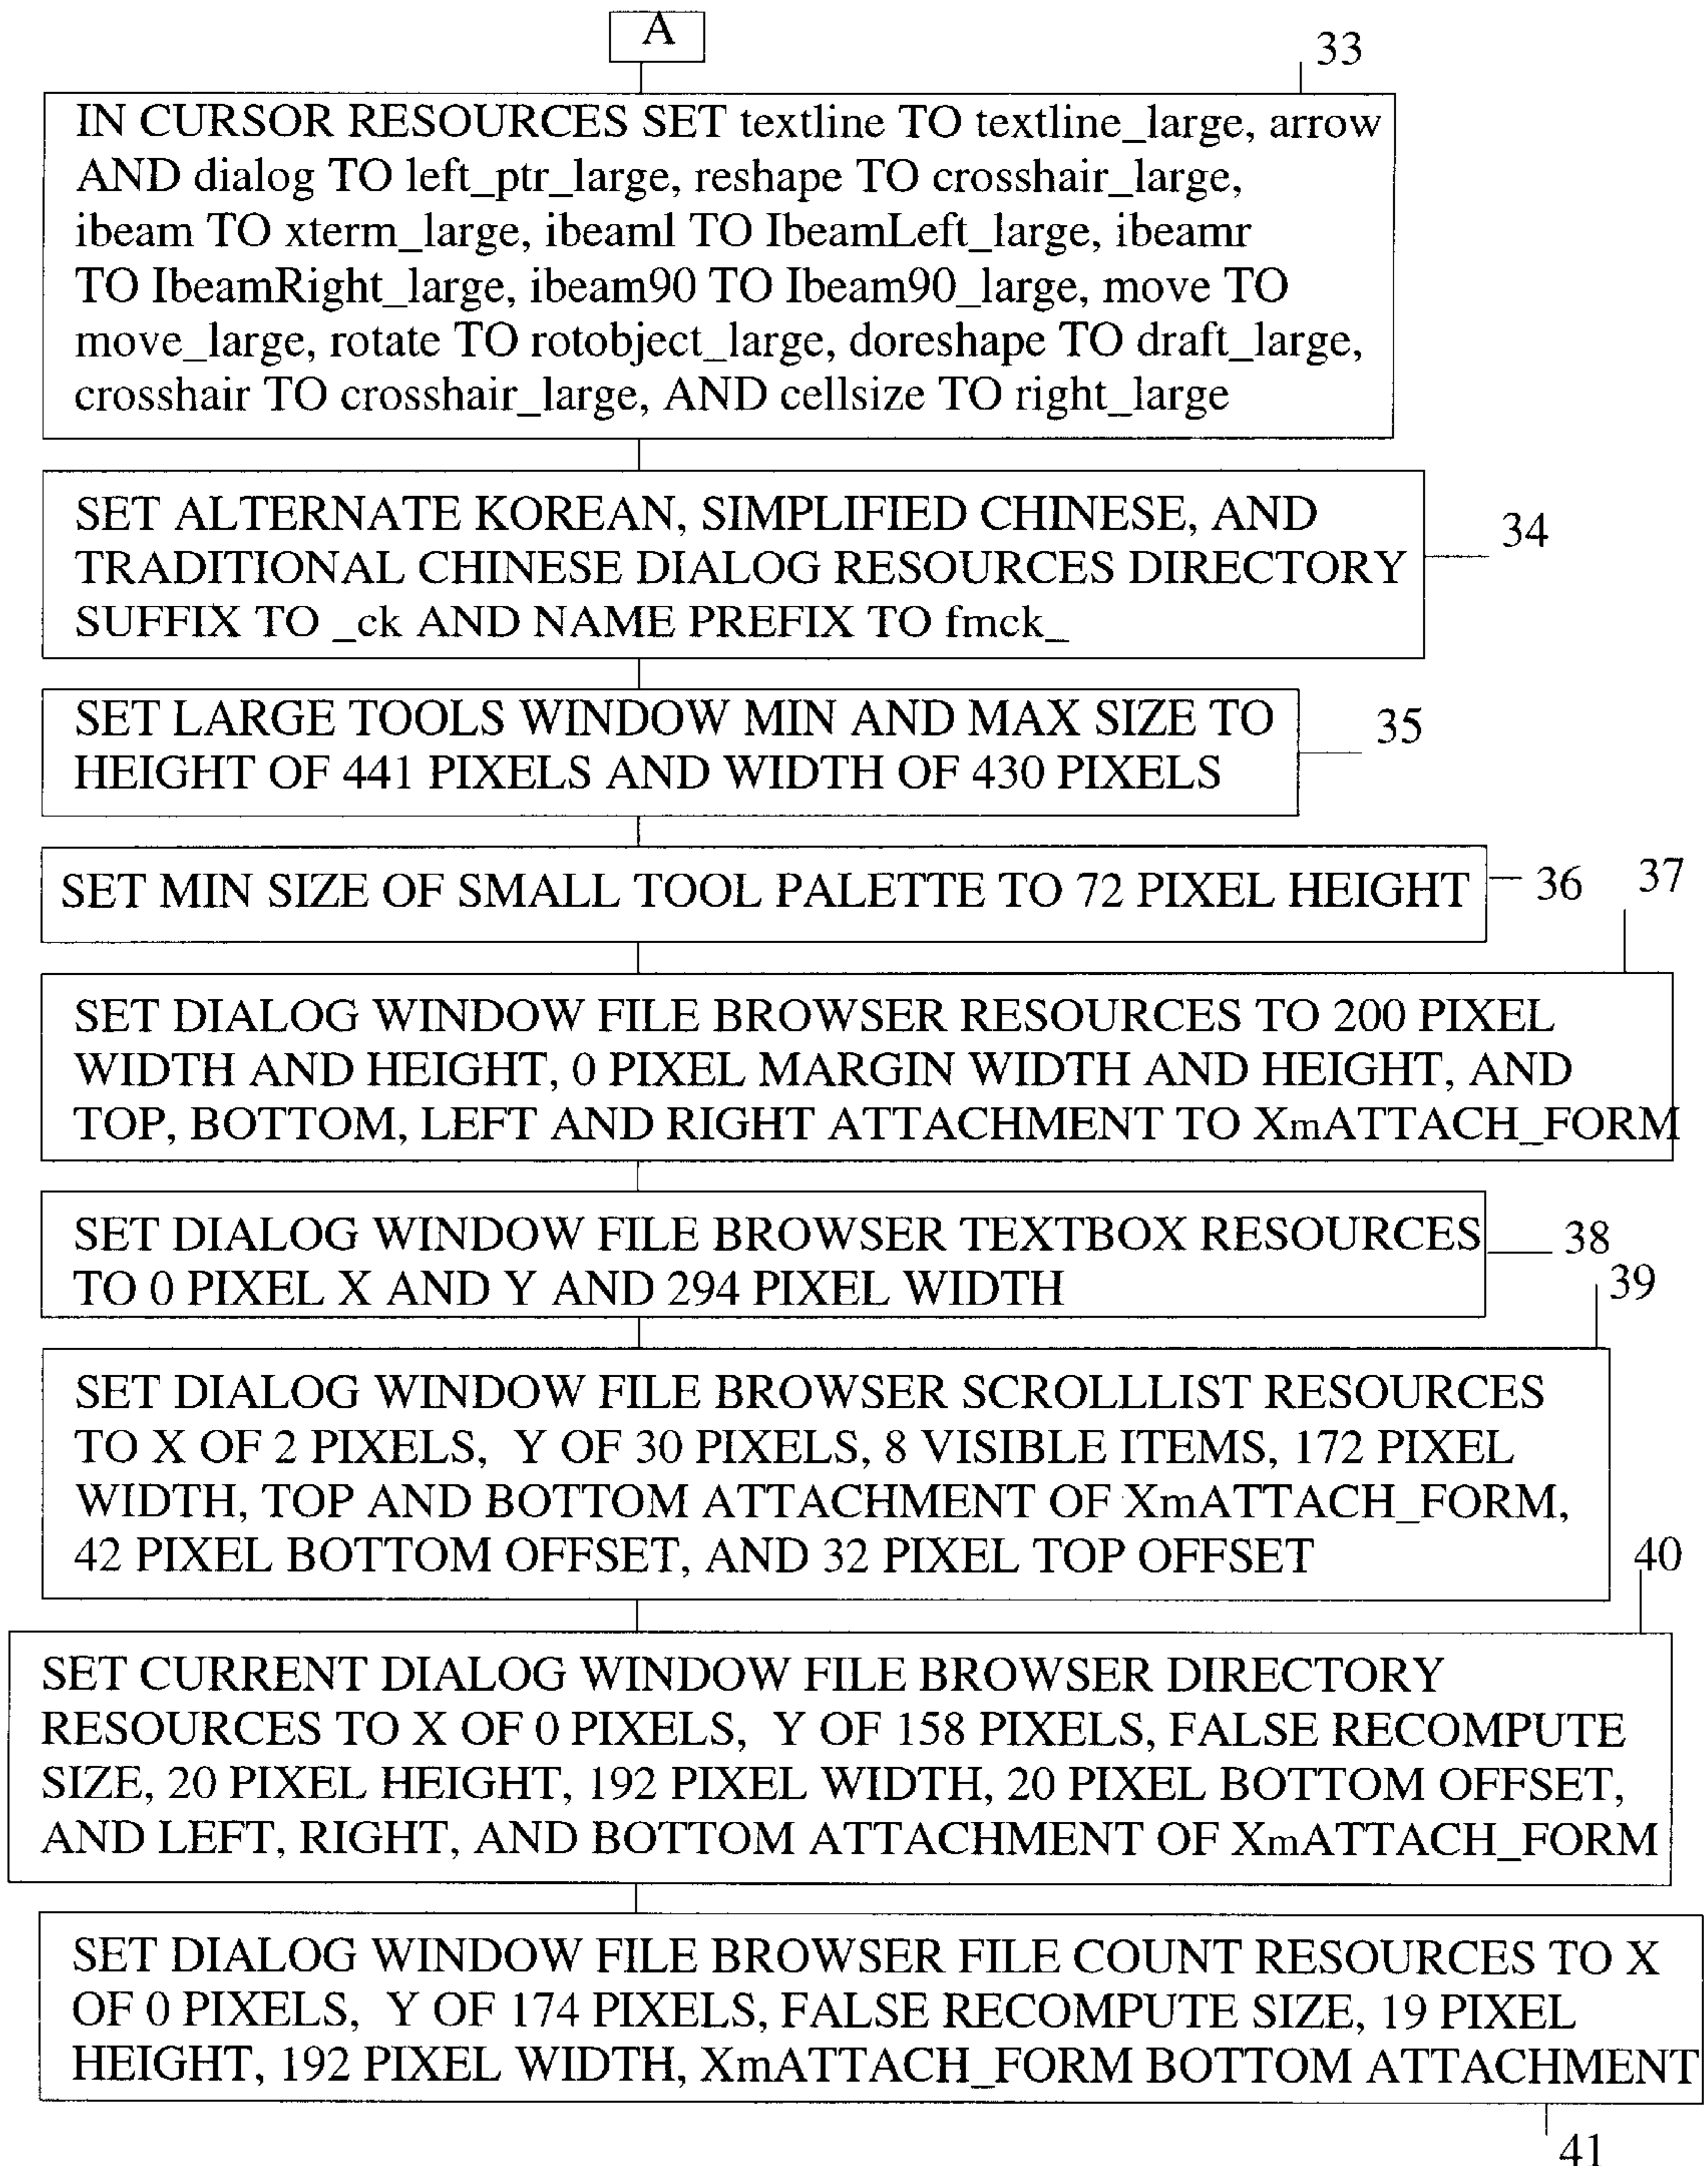 A
33
IN CURSOR RESOURCES SET textline TO textline_large, arrow
AND dialog TO left_ptr_large, reshape TO crosshair_large,
ibeam TO xterm_large, ibeaml TO IbeamLeft_large, ibeamr
TO IbeamRight_large, ibeam90 TO Ibeam90_large, move TO
move_large, rotate TO rotobject_large, doreshape TO draft_large,
crosshair TO crosshair_large, AND cellsize TO right_large
SET ALTERNATE KOREAN, SIMPLIFIED CHINESE, AND
TRADITIONAL CHINESE DIALOG RESOURCES DIRECTORY
SUFFIX TO _ck AND NAME PREFIX TO fmck_
34
SET LARGE TOOLS WINDOW MIN AND MAX SIZE TO
HEIGHT OF 441 PIXELS AND WIDTH OF 430 PIXELS
35
SET MIN SIZE OF SMALL TOOL PALETTE TO 72 PIXEL HEIGHT
36
37
SET DIALOG WINDOW FILE BROWSER RESOURCES TO 200 PIXEL
WIDTH AND HEIGHT, 0 PIXEL MARGIN WIDTH AND HEIGHT, AND
TOP, BOTTOM, LEFT AND RIGHT ATTACHMENT TO XmATTACH_FORM
SET DIALOG WINDOW FILE BROWSER TEXTBOX RESOURCES
TO 0 PIXEL X AND Y AND 294 PIXEL WIDTH
38
39
SET DIALOG WINDOW FILE BROWSER SCROLLLIST RESOURCES
TO X OF 2 PIXELS, Y OF 30 PIXELS, 8 VISIBLE ITEMS, 172 PIXEL
WIDTH, TOP AND BOTTOM ATTACHMENT OF XmATTACH_FORM,
42 PIXEL BOTTOM OFFSET, AND 32 PIXEL TOP OFFSET
40
SET CURRENT DIALOG WINDOW FILE BROWSER DIRECTORY
RESOURCES TO X OF 0 PIXELS, Y OF 158 PIXELS, FALSE RECOMPUTE
SIZE, 20 PIXEL HEIGHT, 192 PIXEL WIDTH, 20 PIXEL BOTTOM OFFSET,
AND LEFT, RIGHT, AND BOTTOM ATTACHMENT OF XmATTACH_FORM
SET DIALOG WINDOW FILE BROWSER FILE COUNT RESOURCES TO X
OF 0 PIXELS, Y OF 174 PIXELS, FALSE RECOMPUTE SIZE, 19 PIXEL
HEIGHT, 192 PIXEL WIDTH, XmATTACH_FORM BOTTOM ATTACHMENT
41